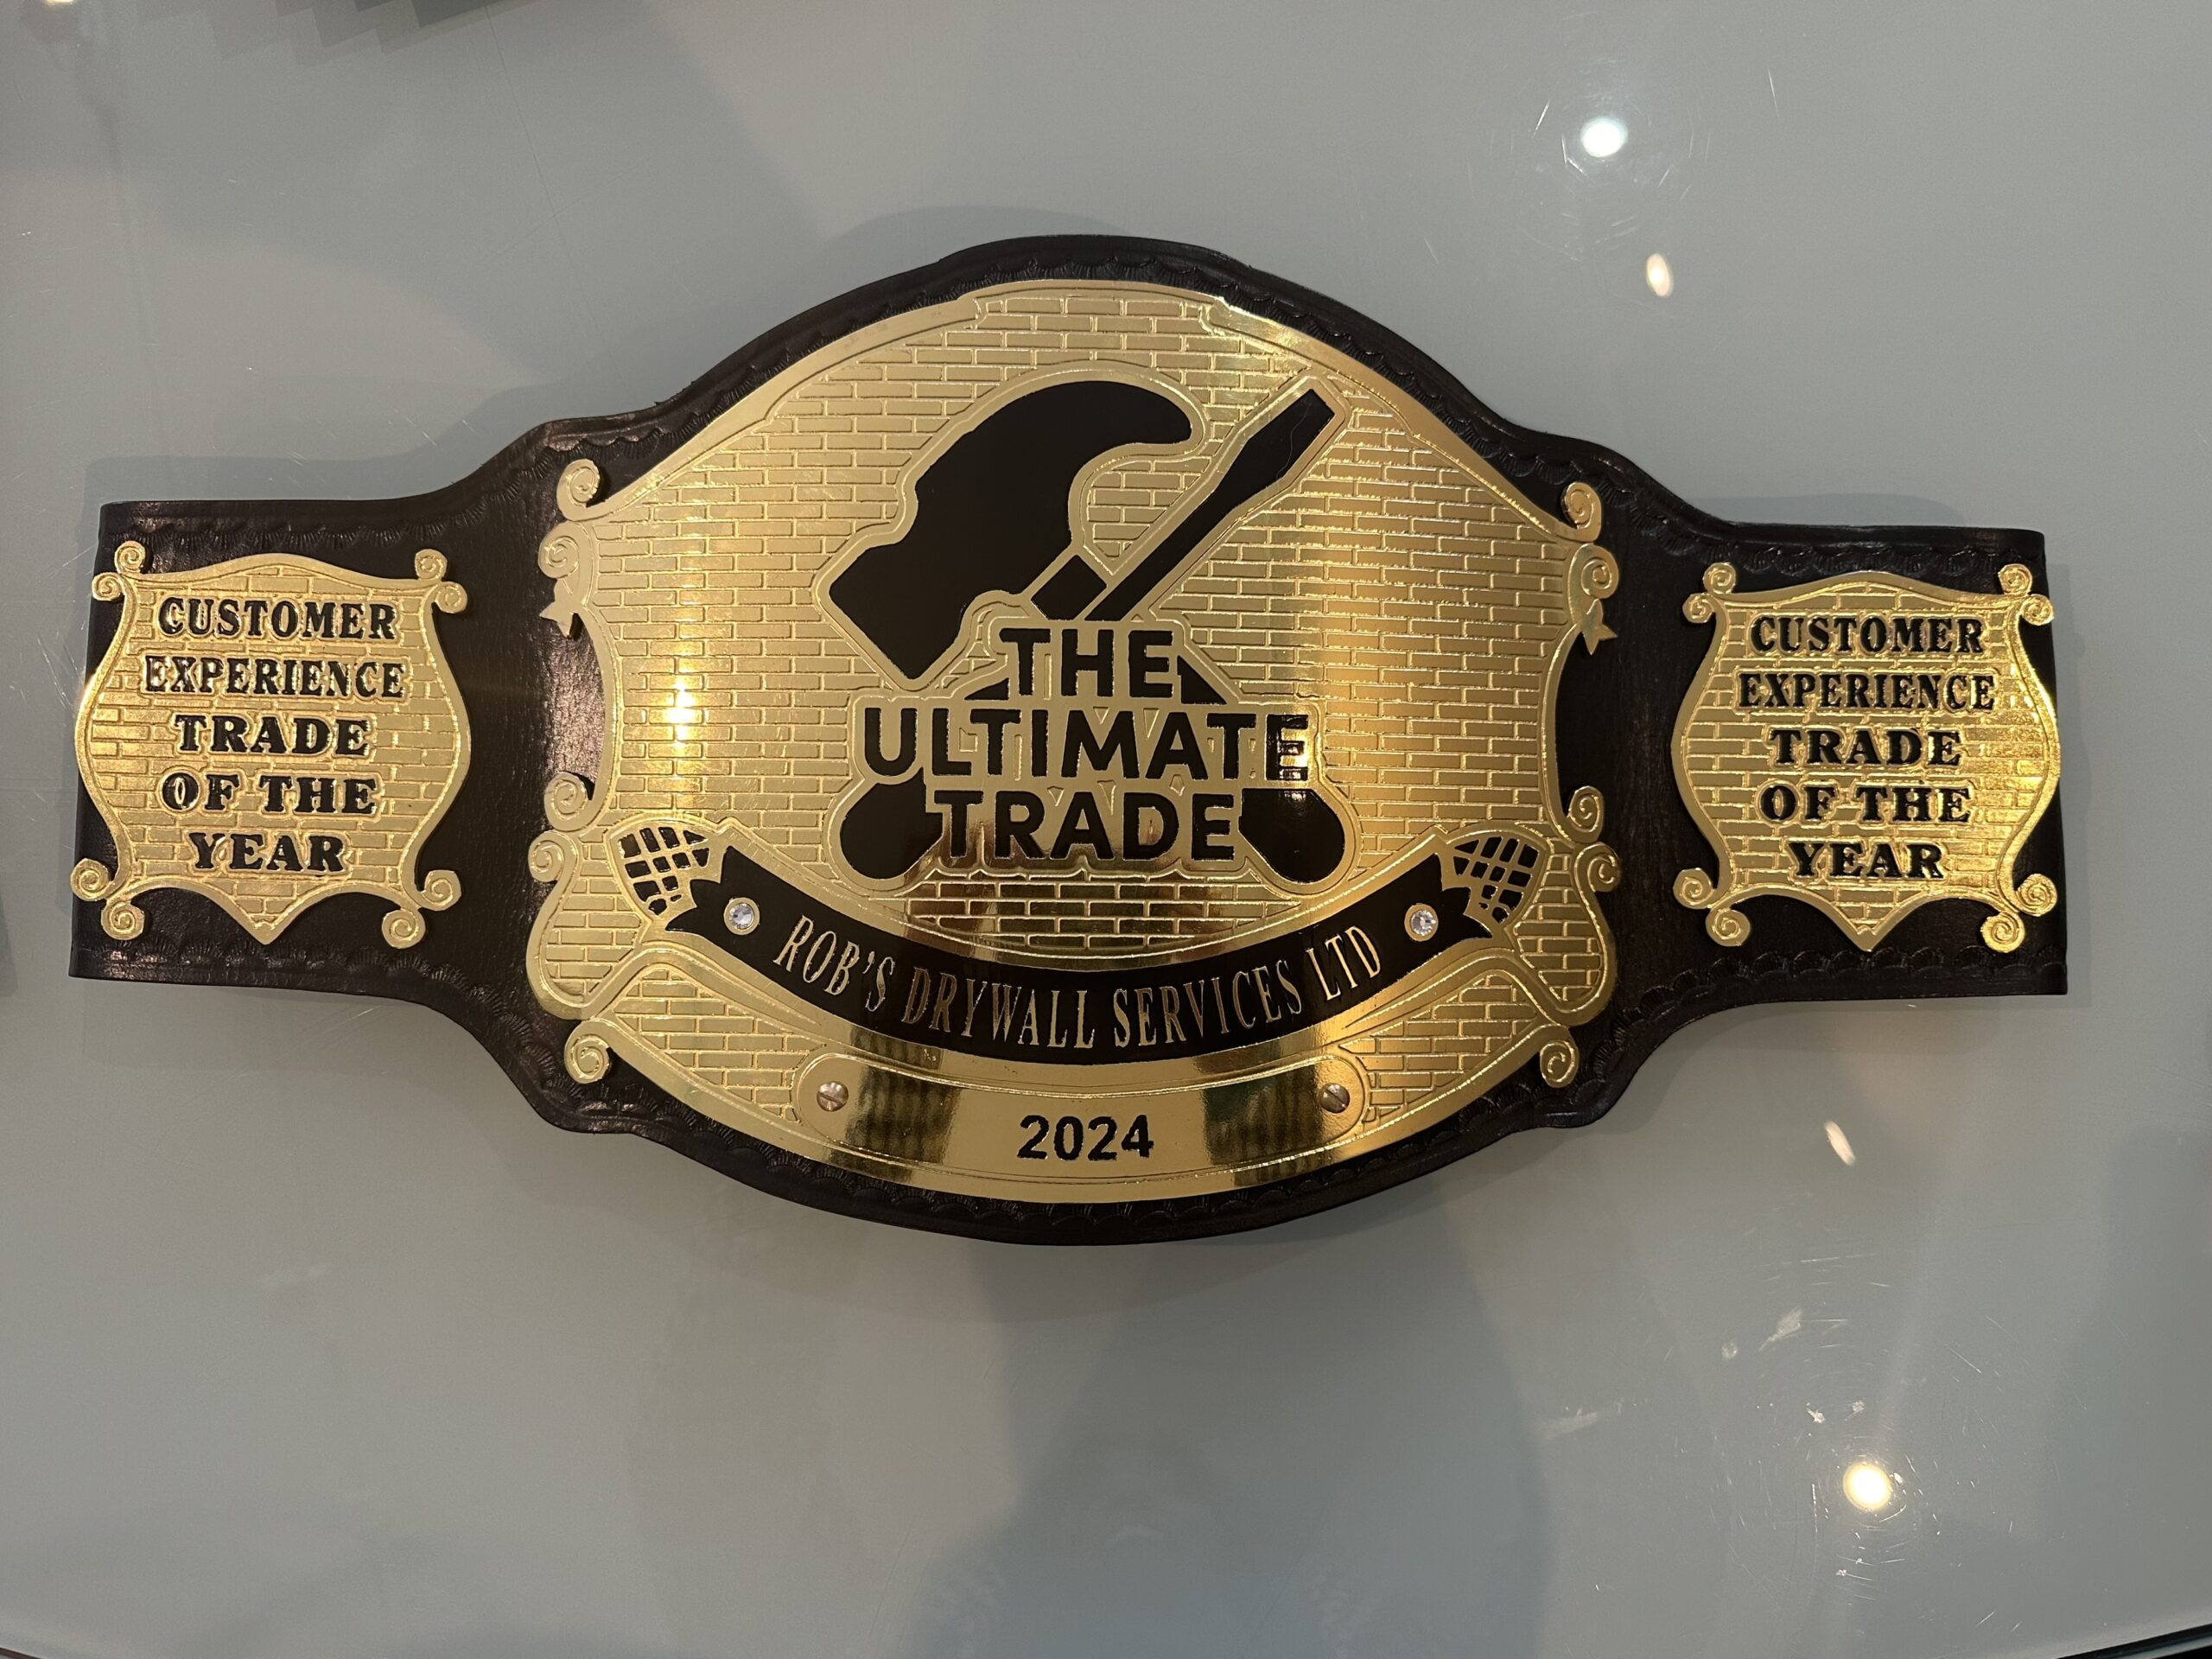 CUSTOMER
EXPERIENCE
TRADE
OF THE
YEAR
THE
ULTIMATE
TRADE
ROB'S DRYWALL SERVICES LTD
2024
CUSTOMER
EXPERIENCE
TRADE
OF THE
YEAR